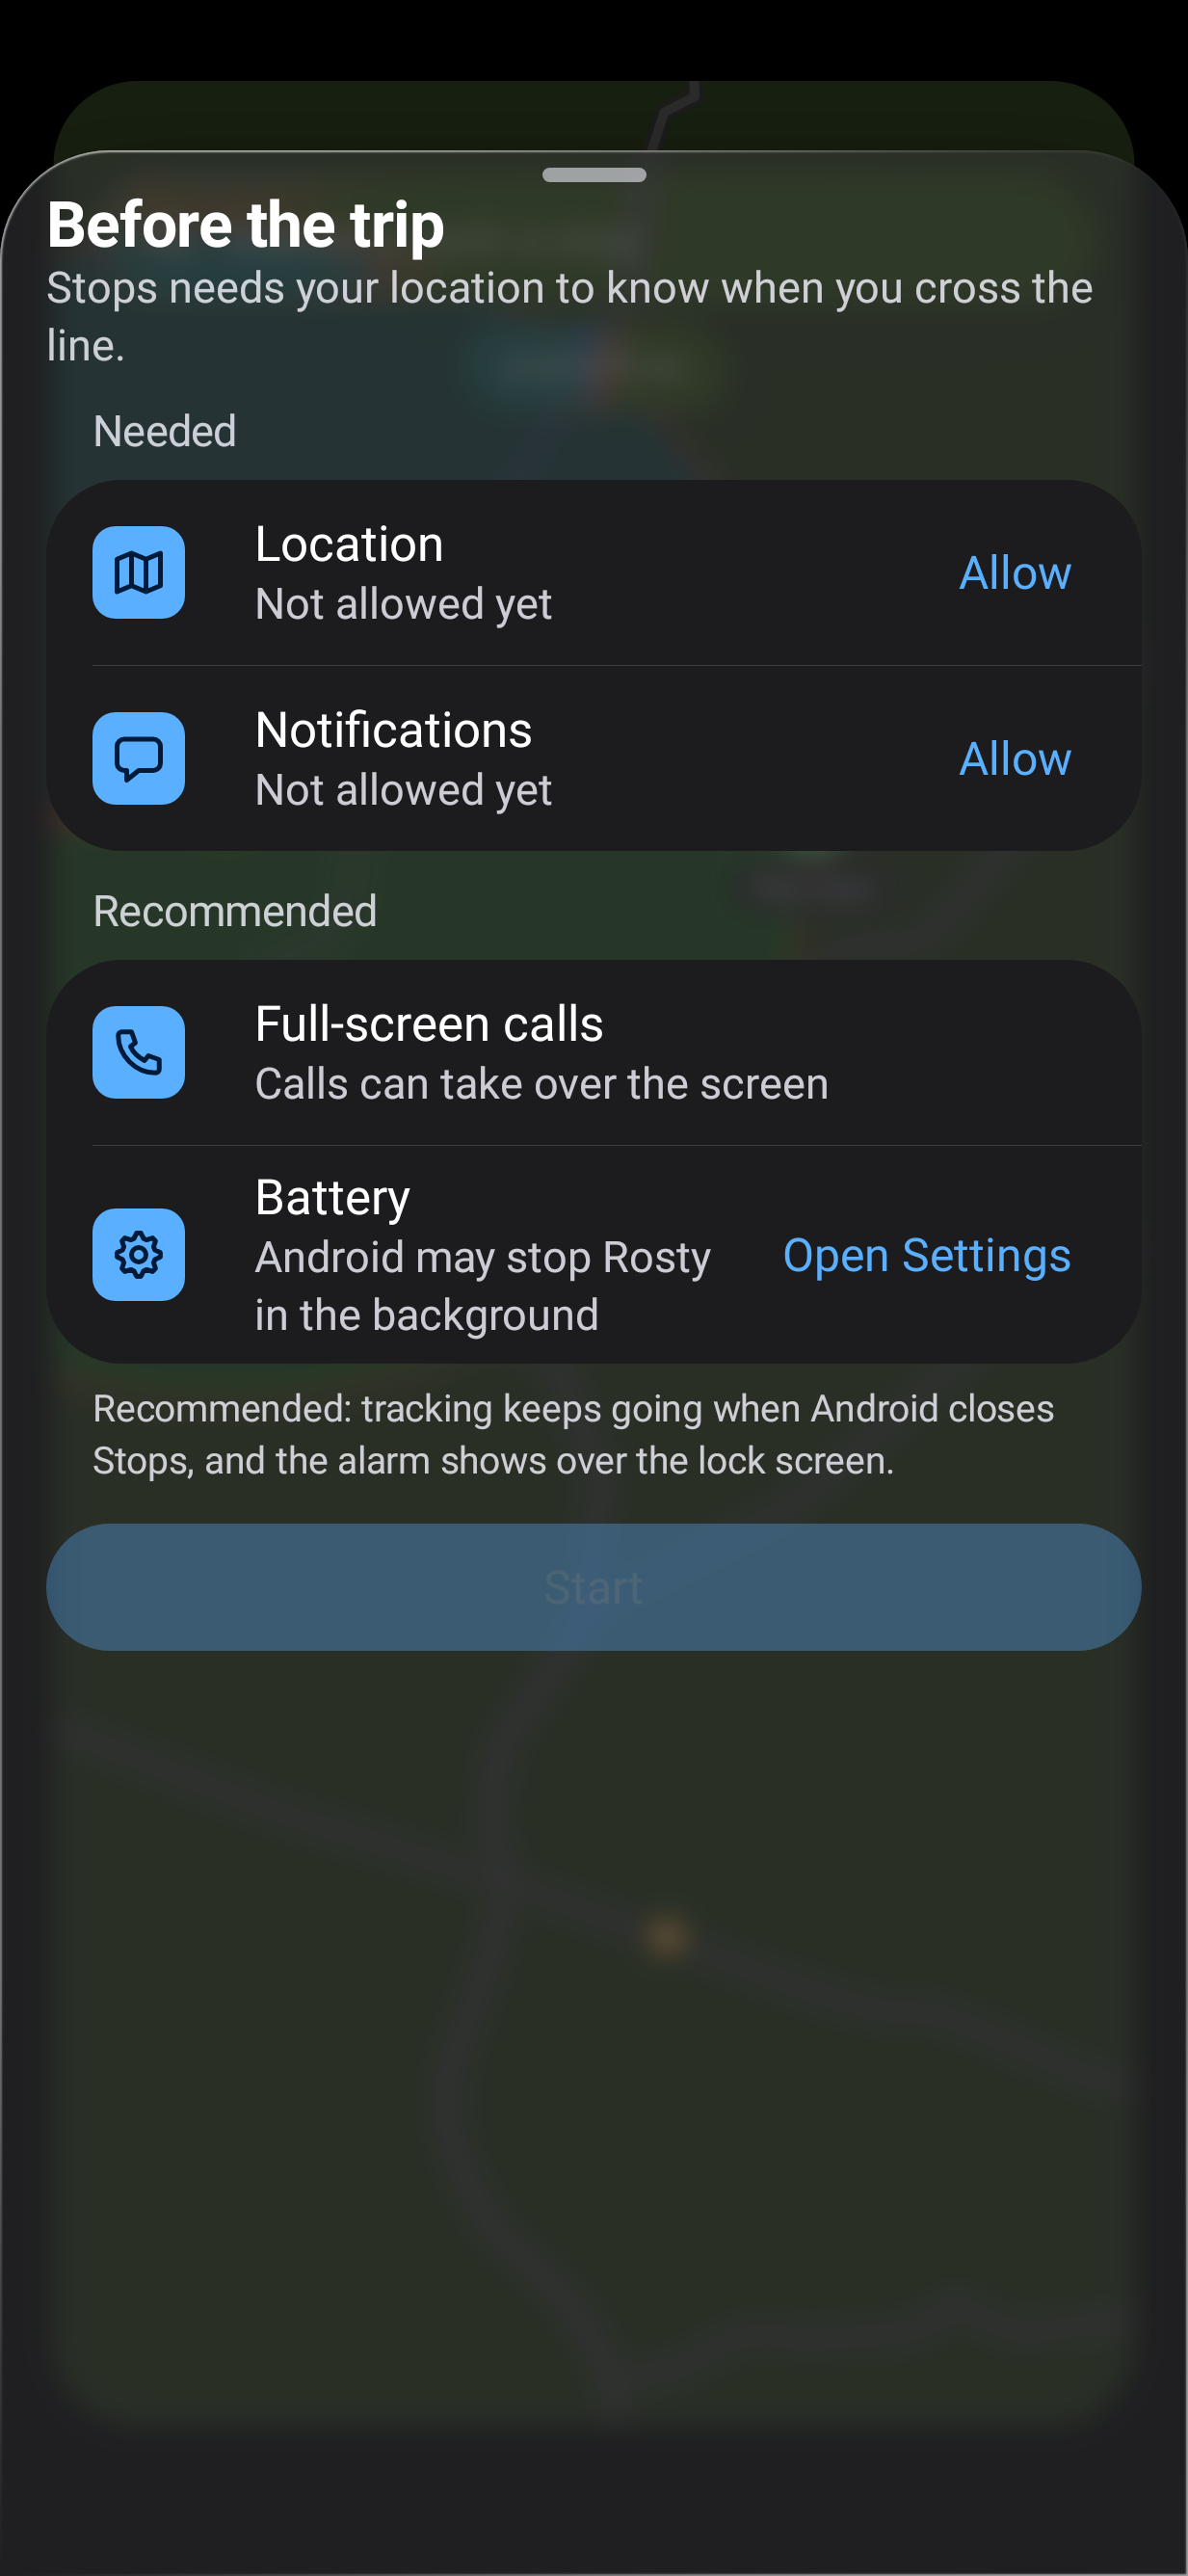 Before the trip
Stops needs your location to know when you cross the
line.
Needed
Location
Not allowed yet
Allow
Notifications
Not allowed yet
Allow
Recommended
Full-screen calls
Calls can take over the screen
Battery
Android may stop Rosty
in the background
Open Settings
Recommended: tracking keeps going when Android closes
Stops, and the alarm shows over the lock screen.
Start